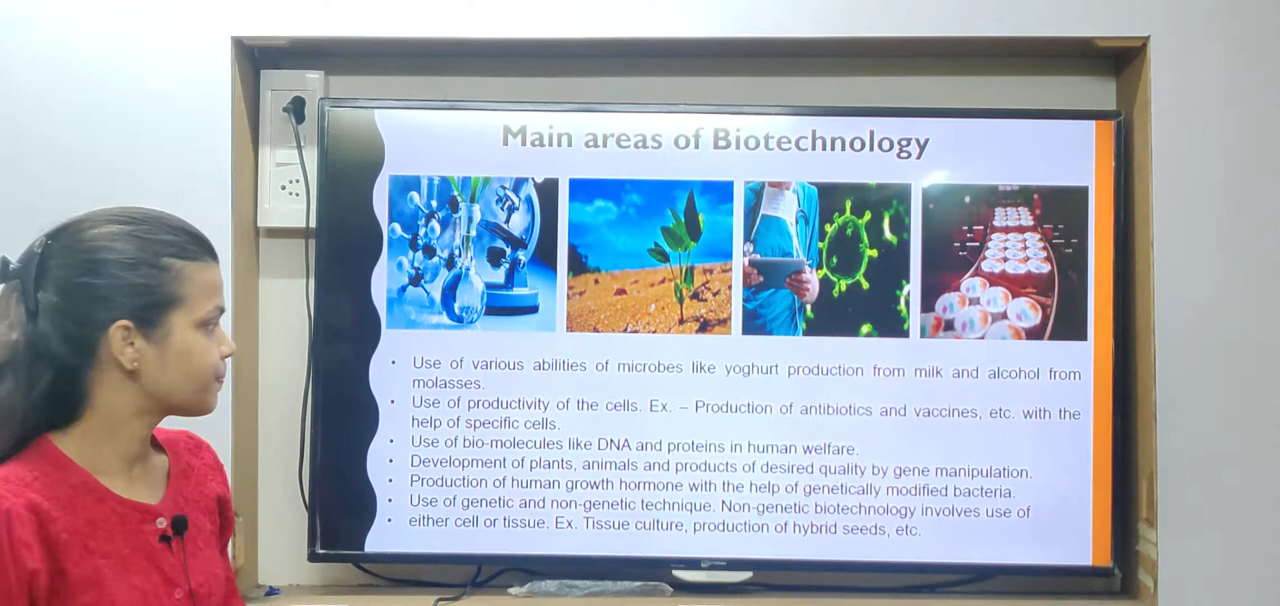 Main areas of Biotechnology
• Use of various abilities of microbes like yoghurt production from milk and alcohol from
molasses.
• Use of productivity of the cells. Ex. – Production of antibiotics and vaccines, etc. with the
help of specific cells.
• Use of bio-molecules like DNA and proteins in human welfare.
• Development of plants, animals and products of desired quality by gene manipulation.
• Production of human growth hormone with the help of genetically modified bacteria.
• Use of genetic and non-genetic technique. Non-genetic biotechnology involves use of
• either cell or tissue. Ex. Tissue culture, production of hybrid seeds, etc.